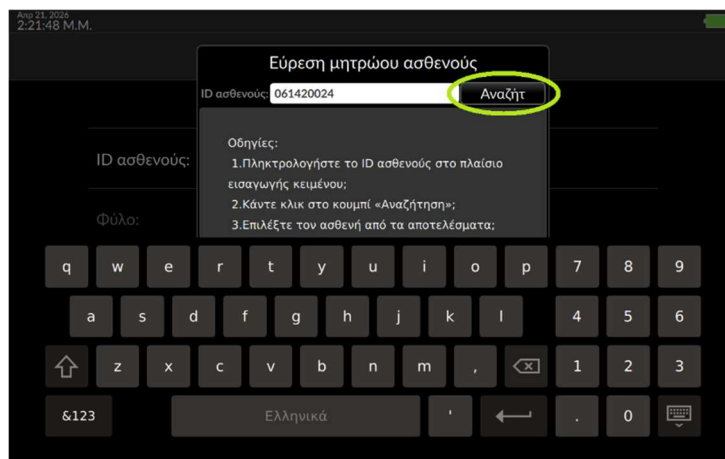 Απρ 21, 2026
2:21:48 Μ.Μ.
Εύρεση μητρώου ασθενούς
ID ασθενούς: 061420024 Αναζήτ
Οδηγίες:
1.Πληκτρολογήστε το ID ασθενούς στο πλαίσιο
εισαγωγής κειμένου;
2.Κάντε κλικ στο κουμπί «Αναζήτηση»;
3.Επιλέξτε τον ασθενή από τα αποτελέσματα;
ID ασθενούς:
Φύλο:
q w e r t y u i o p 7 8 9
a s d f g h j k l 4 5 6
z x c v b n m , 1 2 3
&123 Ελληνικά ' . 0